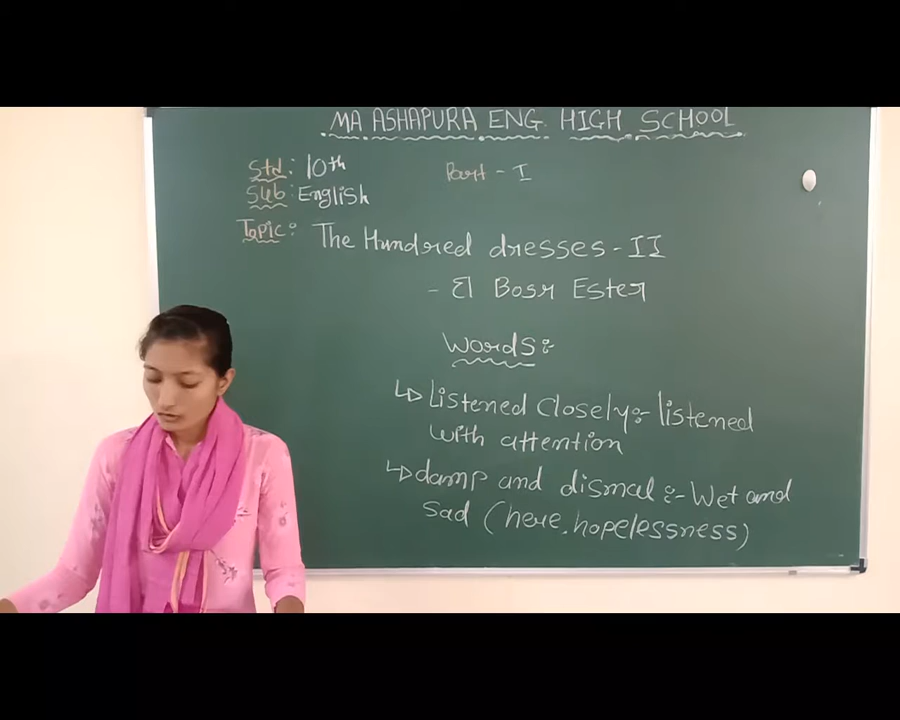 MA ASHAPURA ENG. HIGH SCHOOL
Std: 10th
Part - I
Sub: English
Topic: The Hundred dresses - II
- El Bosr Ester
Words:-
↳ Listened Closely:- listened
with attention
↳ damp and dismal :- Wet and
sad (here, hopelessness)